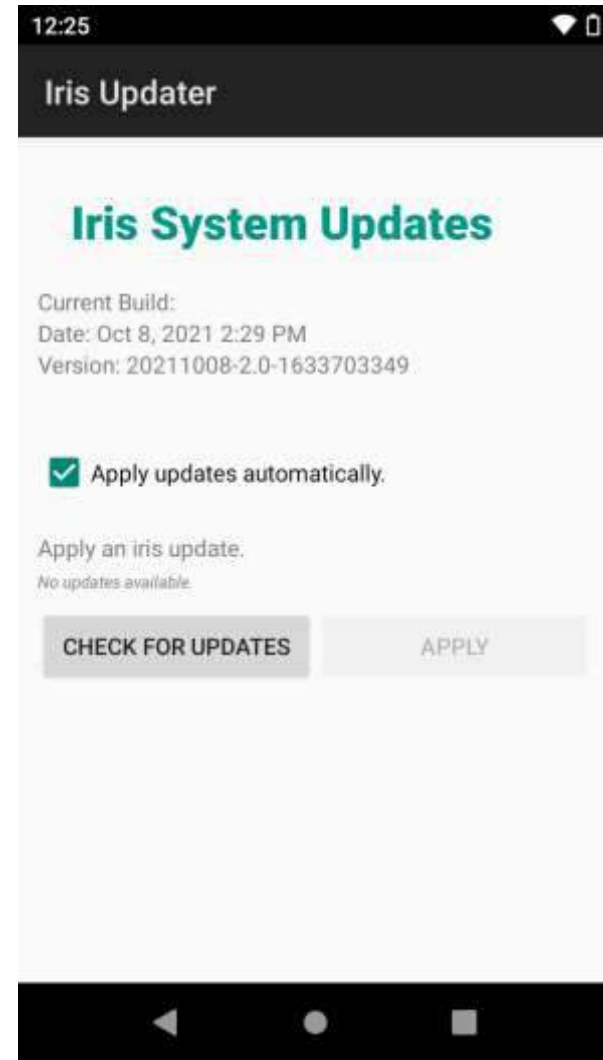 12:25
Iris Updater
Iris System Updates
Current Build:
Date: Oct 8, 2021 2:29 PM
Version: 20211008-2.0-1633703349
Apply updates automatically.
Apply an iris update.
No updates available.
CHECK FOR UPDATES
APPLY